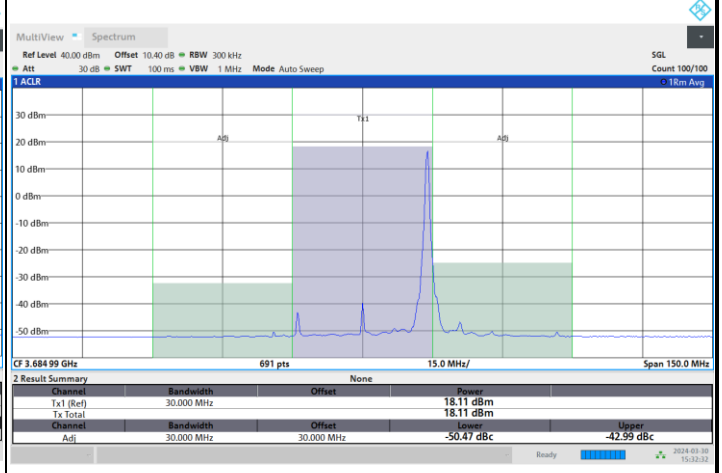 MultiView Spectrum
Ref Level 40.00 dBm Offset 10.40 dB RBW 300 kHz SGL
Att 30 dB SWT 100 ms VBW 1 MHz Mode Auto Sweep Count 100/100
1 ACLR 1Rm Avg
30 dBm
Tx1
Adj Adj
20 dBm
10 dBm
0 dBm
-10 dBm
-20 dBm
-30 dBm
-40 dBm
-50 dBm
CF 3.684 99 GHz 691 pts 15.0 MHz/ Span 150.0 MHz
2 Result Summary None
Channel Bandwidth Offset Power
Tx1 (Ref) 30.000 MHz 18.11 dBm
Tx Total 18.11 dBm
Channel Bandwidth Offset Lower Upper
Adj 30.000 MHz 30.000 MHz -50.47 dBc -42.99 dBc
Ready 2024-03-30
15:32:32